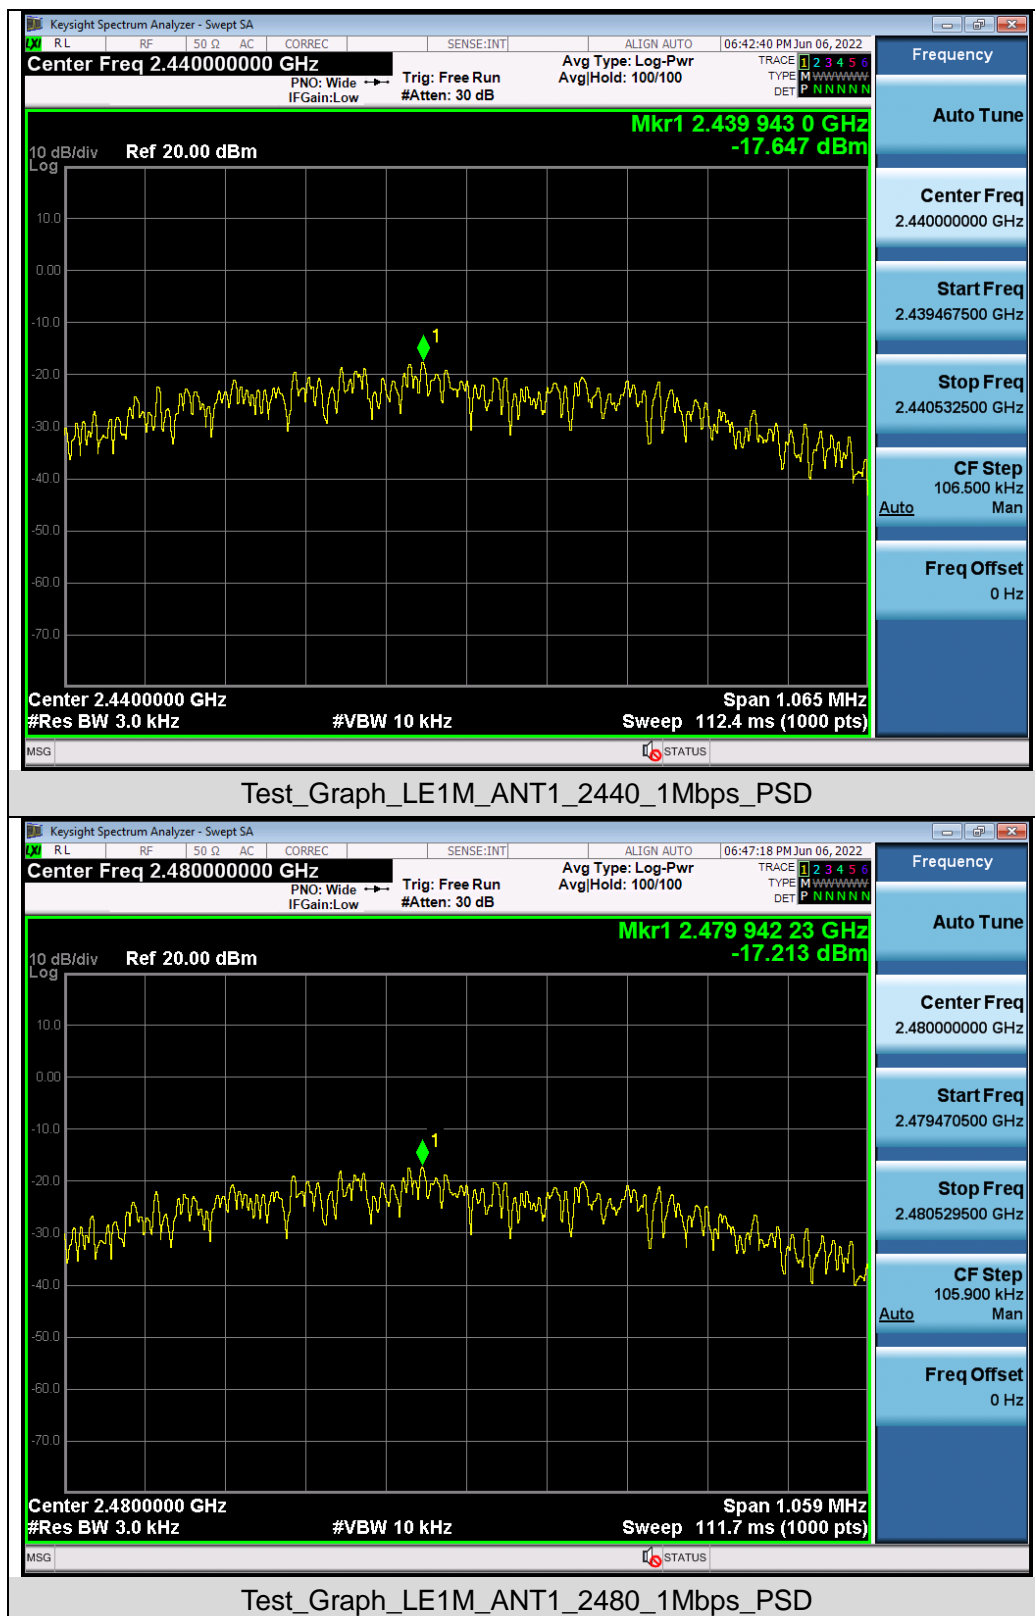 Keysight Spectrum Analyzer - Swept SA
LXI RL RF 50 Ω AC CORREC SENSE:INT ALIGN AUTO 06:42:40 PM Jun 06, 2022
Center Freq 2.440000000 GHz
PNO: Wide
IFGain:Low
Trig: Free Run
#Atten: 30 dB
Avg Type: Log-Pwr
Avg|Hold: 100/100
TRACE 1 2 3 4 5 6
TYPE M WWWWW
DET P N N N N N
Mkr1 2.439 943 0 GHz
-17.647 dBm
10 dB/div Ref 20.00 dBm
Log
10.0
0.00
-10.0
-20.0
-30.0
-40.0
-50.0
-60.0
-70.0
Center 2.4400000 GHz Span 1.065 MHz
#Res BW 3.0 kHz #VBW 10 kHz Sweep 112.4 ms (1000 pts)
MSG STATUS
Frequency
Auto Tune
Center Freq
2.440000000 GHz
Start Freq
2.439467500 GHz
Stop Freq
2.440532500 GHz
CF Step
106.500 kHz
Auto Man
Freq Offset
0 Hz
Test_Graph_LE1M_ANT1_2440_1Mbps_PSD
Keysight Spectrum Analyzer - Swept SA
LXI RL RF 50 Ω AC CORREC SENSE:INT ALIGN AUTO 06:47:18 PM Jun 06, 2022
Center Freq 2.480000000 GHz
PNO: Wide
IFGain:Low
Trig: Free Run
#Atten: 30 dB
Avg Type: Log-Pwr
Avg|Hold: 100/100
TRACE 1 2 3 4 5 6
TYPE M WWWWW
DET P N N N N N
Mkr1 2.479 942 23 GHz
-17.213 dBm
10 dB/div Ref 20.00 dBm
Log
10.0
0.00
-10.0
-20.0
-30.0
-40.0
-50.0
-60.0
-70.0
Center 2.4800000 GHz Span 1.059 MHz
#Res BW 3.0 kHz #VBW 10 kHz Sweep 111.7 ms (1000 pts)
MSG STATUS
Frequency
Auto Tune
Center Freq
2.480000000 GHz
Start Freq
2.479470500 GHz
Stop Freq
2.480529500 GHz
CF Step
105.900 kHz
Auto Man
Freq Offset
0 Hz
Test_Graph_LE1M_ANT1_2480_1Mbps_PSD